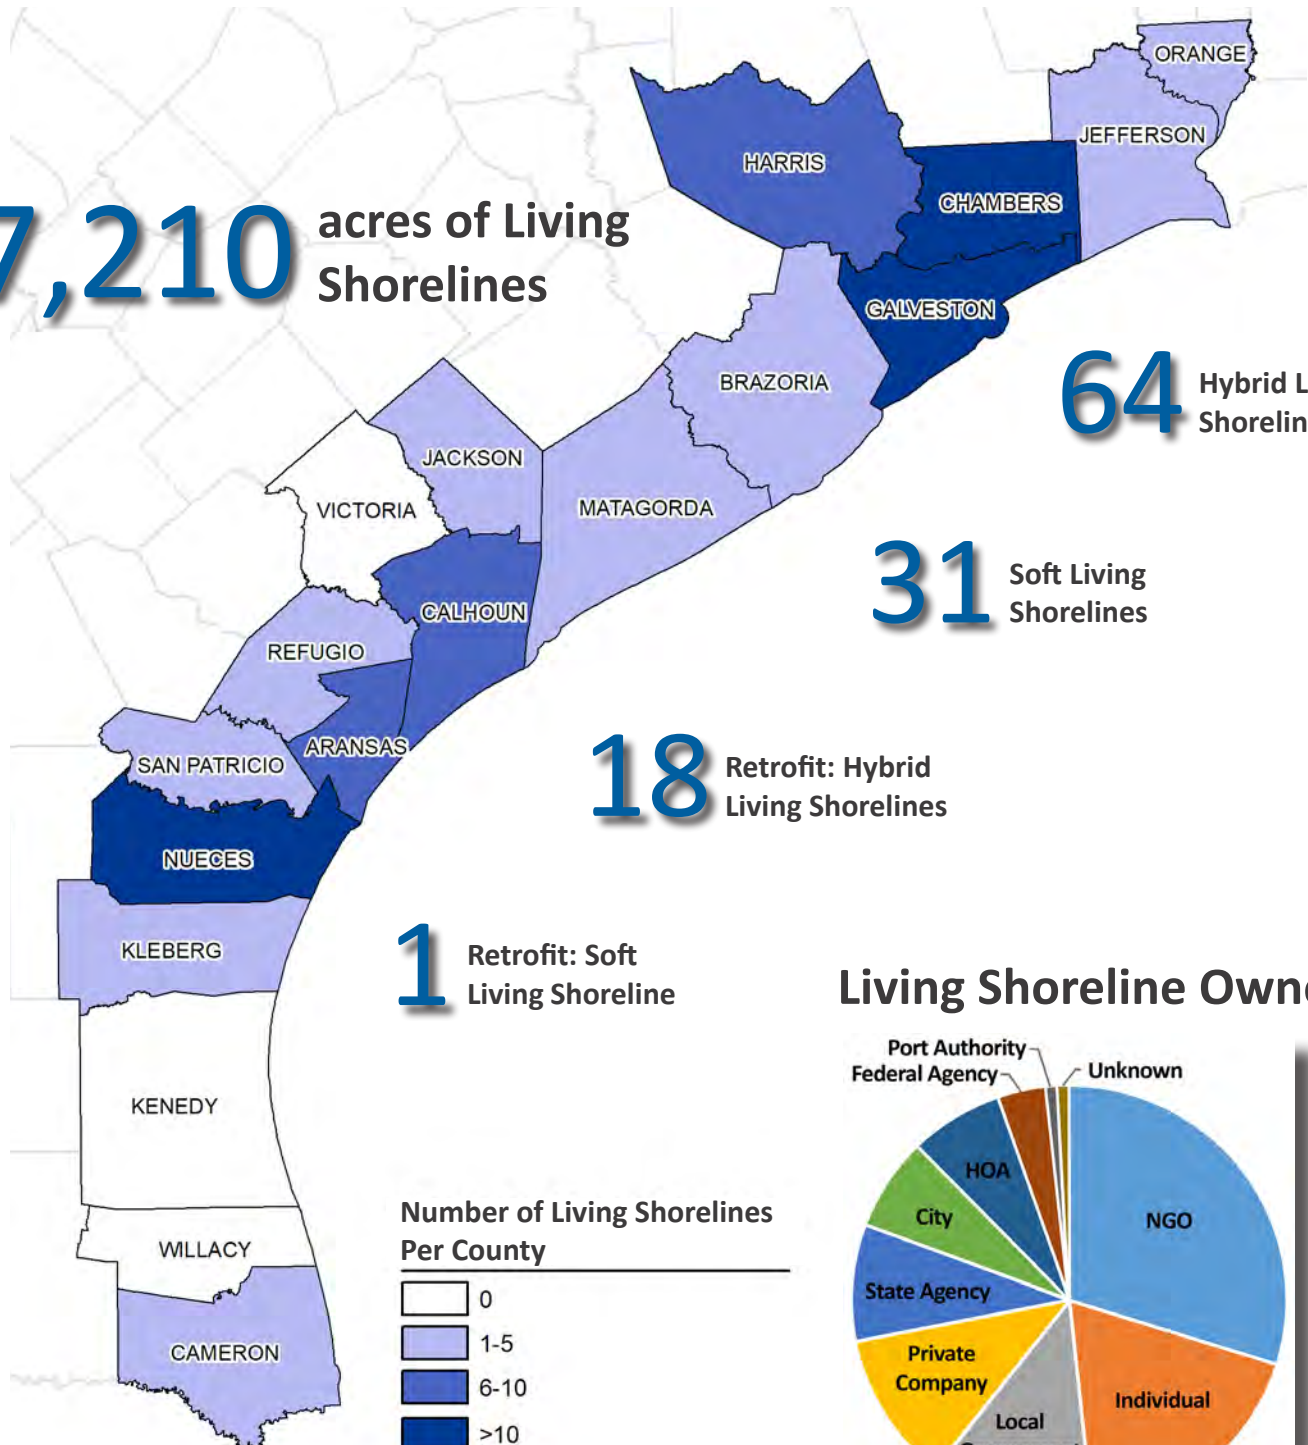 ORANGE
JEFFERSON
HARRIS
CHAMBERS
7,210 acres of Living
Shorelines
GALVESTON
BRAZORIA
64 Hybrid L
Shorelin
JACKSON
VICTORIA
MATAGORDA
31 Soft Living
Shorelines
CALHOUN
REFUGIO
ARANSAS
SAN PATRICIO
18 Retrofit: Hybrid
Living Shorelines
NUECES
KLEBERG
1 Retrofit: Soft
Living Shoreline
KENEDY
WILLACY
CAMERON
Number of Living Shorelines
Per County
0
1-5
6-10
>10
Living Shoreline Own
Port Authority
Federal Agency
Unknown
HOA
NGO
City
State Agency
Private
Company
Individual
Local